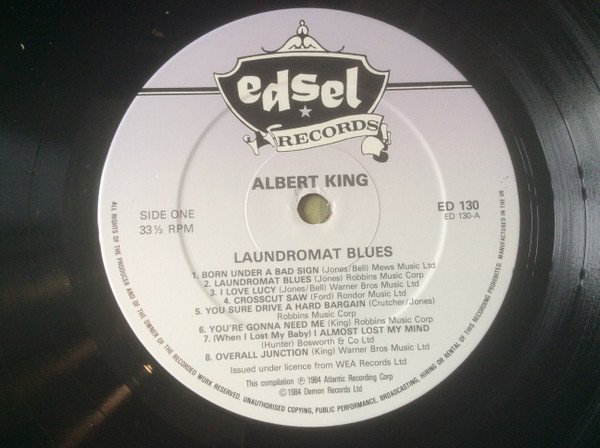 edsel
RECORDS
ALBERT KING
SIDE ONE
33⅓ RPM
ED 130
ED 130-A
LAUNDROMAT BLUES
1. BORN UNDER A BAD SIGN (Jones/Bell) Mews Music Ltd
2. LAUNDROMAT BLUES (Jones) Robbins Music Corp
3. I LOVE LUCY (Jones/Bell) Warner Bros Music Ltd
4. CROSSCUT SAW (Ford) Rondor Music Ltd
5. YOU SURE DRIVE A HARD BARGAIN (Crutcher/Jones)
Robbins Music Corp
6. YOU'RE GONNA NEED ME (King) Robbins Music Corp
7. (When I Lost My Baby) I ALMOST LOST MY MIND
(Hunter) Bosworth & Co Ltd
8. OVERALL JUNCTION (King) Warner Bros Music Ltd
Issued under licence from WEA Records Ltd
This compilation ℗ 1984 Atlantic Recording Corp
© 1984 Demon Records Ltd
ALL RIGHTS OF THE PRODUCER AND OF THE OWNER OF THE RECORDED WORK RESERVED. UNAUTHORISED COPYING, PUBLIC PERFORMANCE, BROADCASTING, HIRING OR RENTAL OF THIS RECORDING PROHIBITED. MANUFACTURED IN THE UK